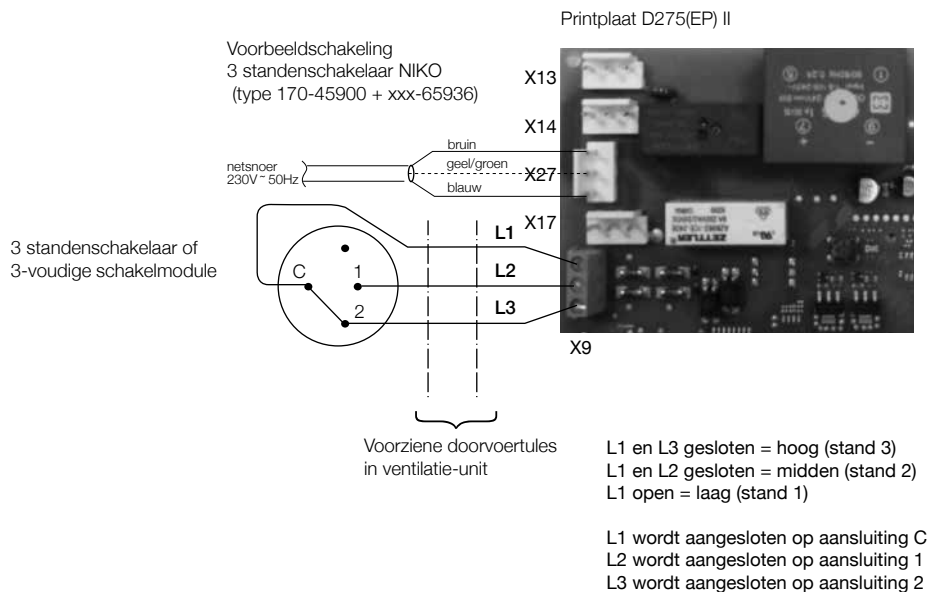 Printplaat D275(EP) II
Voorbeeldschakeling
3 standenschakelaar NIKO
(type 170-45900 + xxx-65936)
X13
X14
bruin
netsnoer
230V ~ 50Hz
geel/groen
X27
blauw
X17
L1
3 standenschakelaar of
3-voudige schakelmodule
C
1
L2
2
L3
ZETTLER
X9
Voorziene doorvoertules
in ventilatie-unit
L1 en L3 gesloten = hoog (stand 3)
L1 en L2 gesloten = midden (stand 2)
L1 open = laag (stand 1)
L1 wordt aangesloten op aansluiting C
L2 wordt aangesloten op aansluiting 1
L3 wordt aangesloten op aansluiting 2